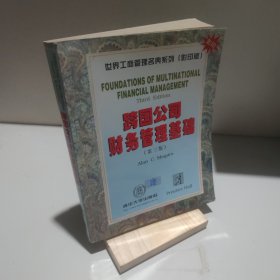 世界工商管理名典系列(影印版)
FOUNDATIONS OF MULTINATIONAL
FINANCIAL MANAGEMENT
Third Edition
跨国公司
财务管理基础
(第三版)
Alan C. Shapiro
清华大学出版社
Prentice Hall